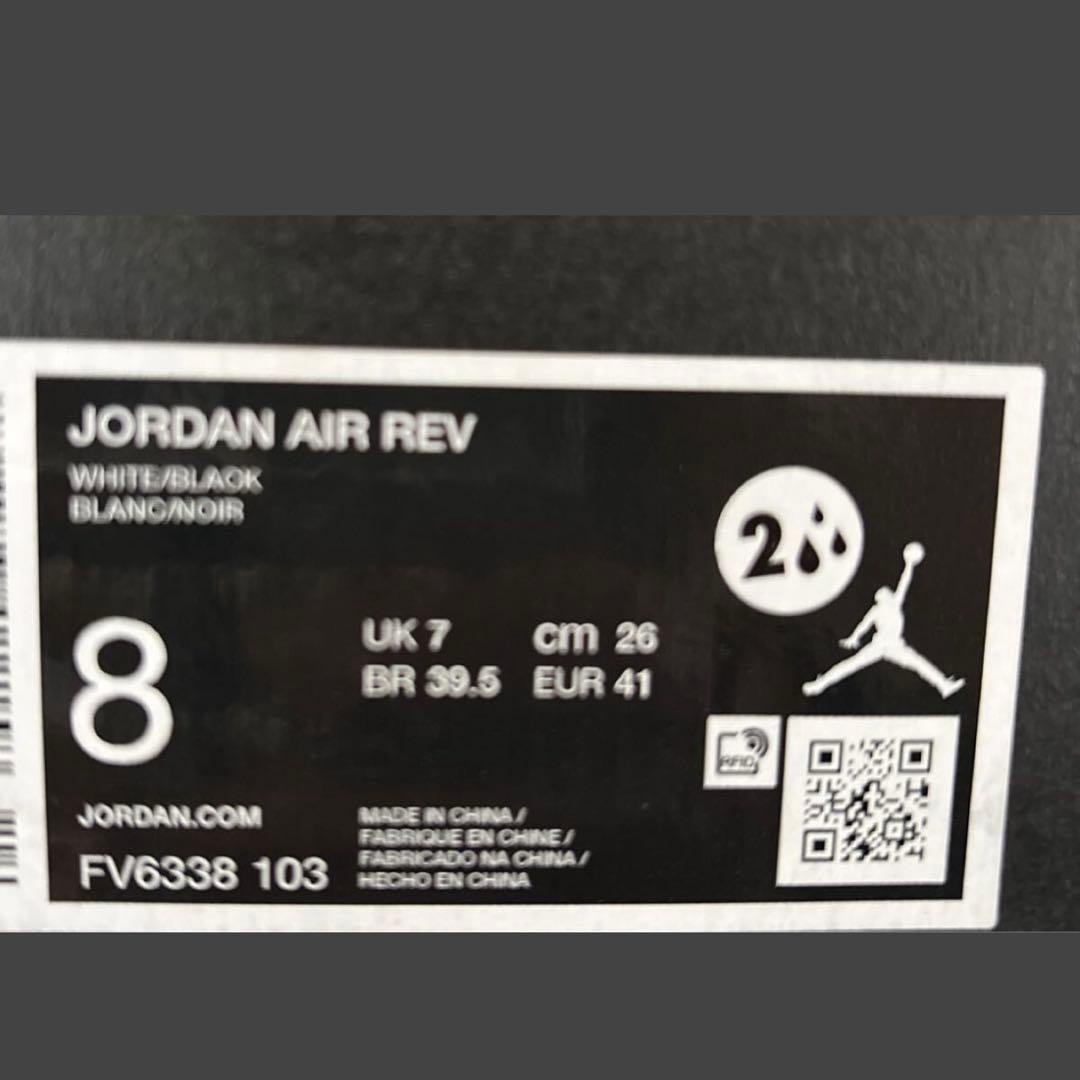 JORDAN AIR REV
WHITE/BLACK
BLANC/NOIR
2
8
UK 7 cm 26
BR 39.5 EUR 41
RFID
JORDAN.COM
FV6338 103
MADE IN CHINA /
FABRIQUE EN CHINE /
FABRICADO NA CHINA /
HECHO EN CHINA